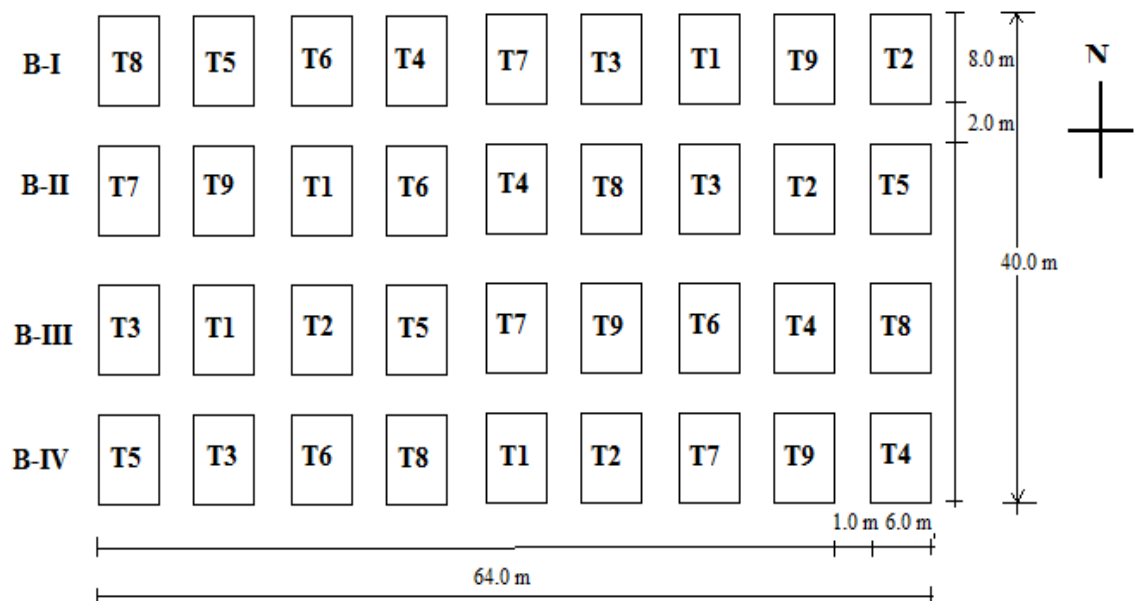 B-I T8 T5 T6 T4 T7 T3 T1 T9 T2 8.0 m N
2.0 m
B-II T7 T9 T1 T6 T4 T8 T3 T2 T5
40.0 m
B-III T3 T1 T2 T5 T7 T9 T6 T4 T8
B-IV T5 T3 T6 T8 T1 T2 T7 T9 T4
1.0 m 6.0 m
64.0 m